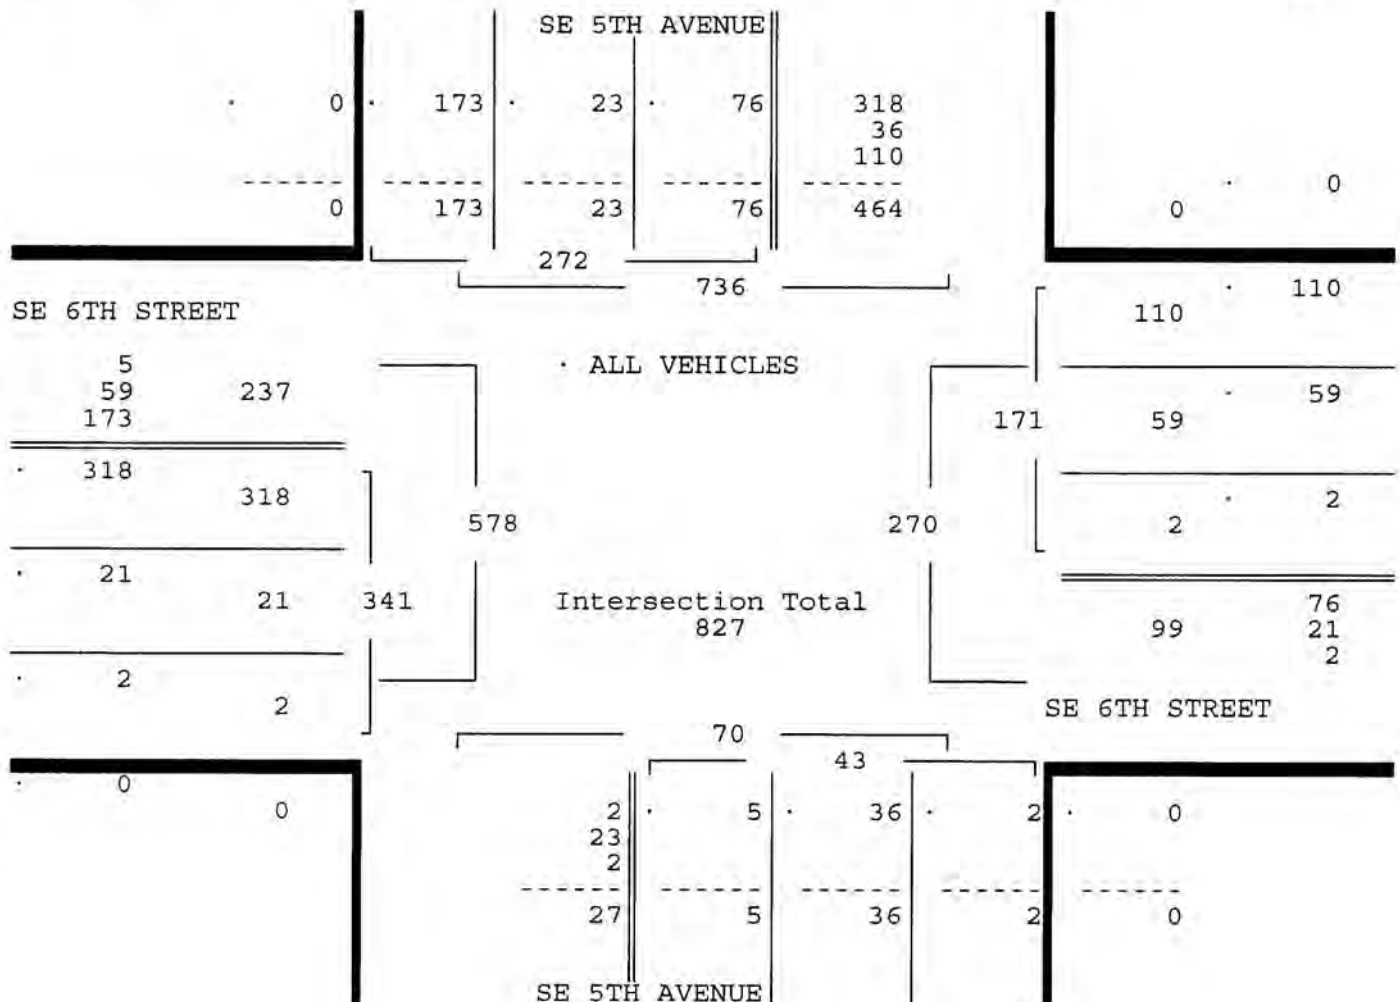 SE 5TH AVENUE
. 0 . 173 . 23 . 76 318
36
110
. 0
0 173 23 76 464 0
272
736
. 110
SE 6TH STREET 110
5 . ALL VEHICLES
59 237 . 59
173 171 59
. 318
318 . 2
578 270 2
. 21
21 341 Intersection Total 76
827 99 21
2
. 2
2 SE 6TH STREET
70
43
. 0
0 2 . 5 . 36 . 2 . 0
23
2
27 5 36 2 0
SE 5TH AVENUE